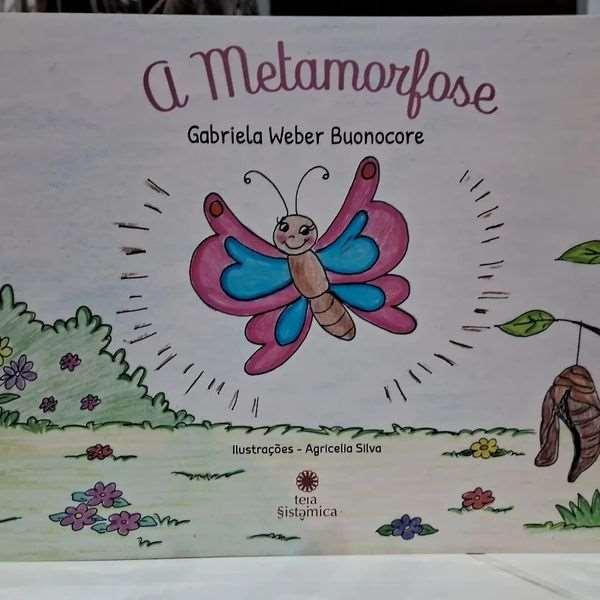 A Metamorfose
Gabriela Weber Buonocore
Ilustrações - Agricelia Silva
teia
sistêmica